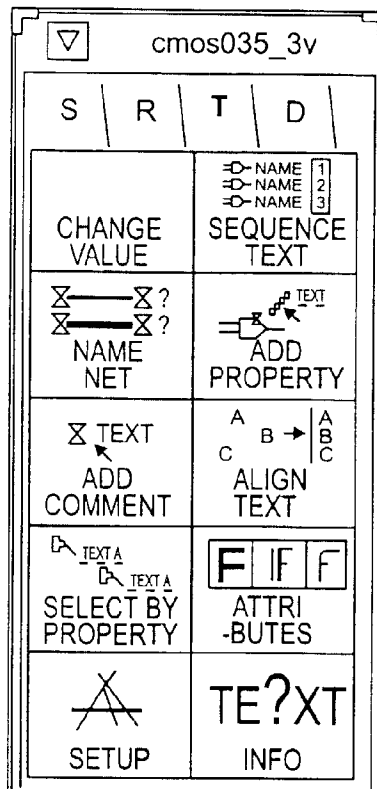 cmos035_3v
S R T D
NAME 1
NAME 2
NAME 3
CHANGE
VALUE
SEQUENCE
TEXT
?
?
NAME
NET
TEXT
ADD
PROPERTY
TEXT
ADD
COMMENT
A
B
C
A
B
C
ALIGN
TEXT
TEXT A
TEXT A
SELECT BY
PROPERTY
F F F
ATTRI
-BUTES
SETUP
TE?XT
INFO